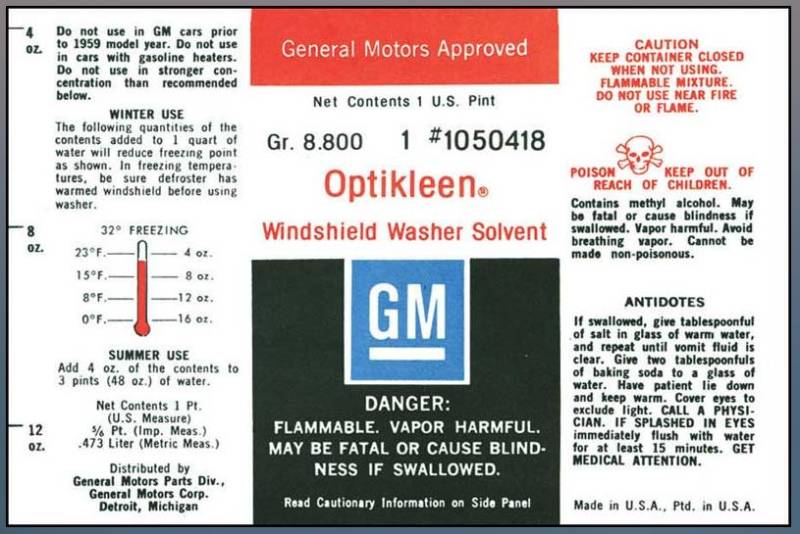 4
oz.
Do not use in GM cars prior
to 1959 model year. Do not use
in cars with gasoline heaters.
Do not use in stronger con-
centration than recommended
below.
WINTER USE
The following quantities of the
contents added to 1 quart of
water will reduce freezing point
as shown. In freezing tempera-
tures, be sure defroster has
warmed windshield before using
washer.
8
oz.
32° FREEZING
23°F. 4 oz.
15°F. 8 oz.
8°F. 12 oz.
0°F. 16 oz.
SUMMER USE
Add 4 oz. of the contents to
3 pints (48 oz.) of water.
12
oz.
Net Contents 1 Pt.
(U.S. Measure)
⅚ Pt. (Imp. Meas.)
.473 Liter (Metric Meas.)
Distributed by
General Motors Parts Div.,
General Motors Corp.
Detroit, Michigan
General Motors Approved
Net Contents 1 U.S. Pint
Gr. 8.800 1 #1050418
Optikleen®
Windshield Washer Solvent
GM
DANGER:
FLAMMABLE. VAPOR HARMFUL.
MAY BE FATAL OR CAUSE BLIND-
NESS IF SWALLOWED.
Read Cautionary Information on Side Panel
CAUTION
KEEP CONTAINER CLOSED
WHEN NOT USING.
FLAMMABLE MIXTURE.
DO NOT USE NEAR FIRE
OR FLAME.
POISON KEEP OUT OF
REACH OF CHILDREN.
Contains methyl alcohol. May
be fatal or cause blindness if
swallowed. Vapor harmful. Avoid
breathing vapor. Cannot be
made non-poisonous.
ANTIDOTES
If swallowed, give tablespoonful
of salt in glass of warm water,
and repeat until vomit fluid is
clear. Give two tablespoonfuls
of baking soda to a glass of
water. Have patient lie down
and keep warm. Cover eyes to
exclude light. CALL A PHYSI-
CIAN. IF SPLASHED IN EYES
immediately flush with water
for at least 15 minutes. GET
MEDICAL ATTENTION.
Made in U.S.A., Ptd. in U.S.A.